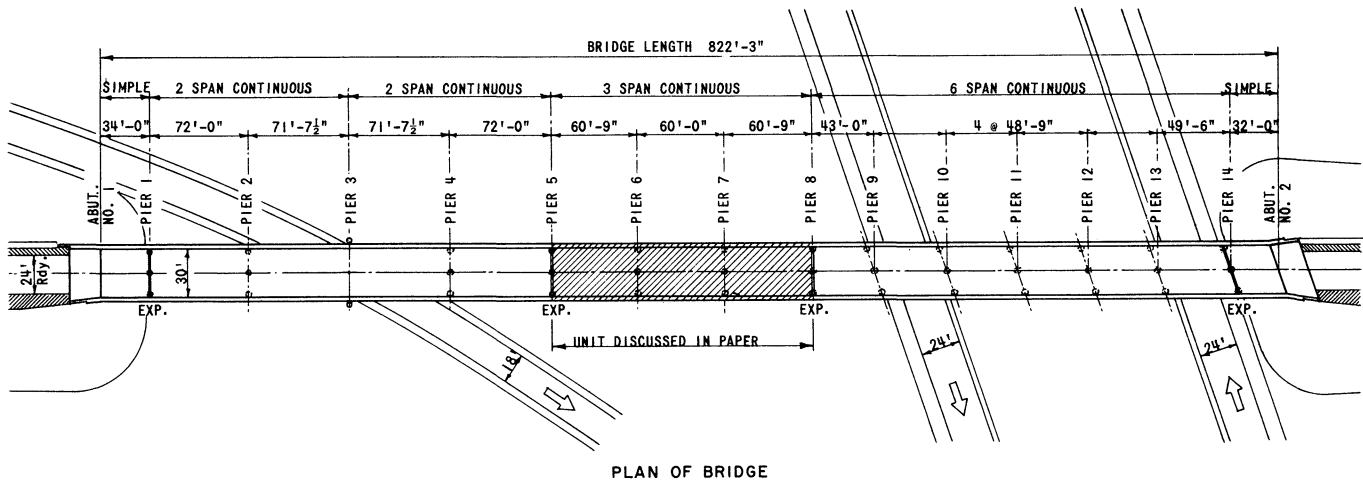 BRIDGE LENGTH 822'-3"
SIMPLE 2 SPAN CONTINUOUS 2 SPAN CONTINUOUS 3 SPAN CONTINUOUS 6 SPAN CONTINUOUS SIMPLE
34'-0" 72'-0" 71'-7½" 71'-7½" 72'-0" 60'-9" 60'-0" 60'-9" 43'-0" 4 @ 48'-9" 49'-6" 32'-0"
ABUT. NO. 1
PIER 1
PIER 2
PIER 3
PIER 4
PIER 5
PIER 6
PIER 7
PIER 8
PIER 9
PIER 10
PIER 11
PIER 12
PIER 13
PIER 14
ABUT. NO. 2
24' Rdy.
30'
EXP. EXP. EXP. EXP.
UNIT DISCUSSED IN PAPER
18'
24'
24'
PLAN OF BRIDGE